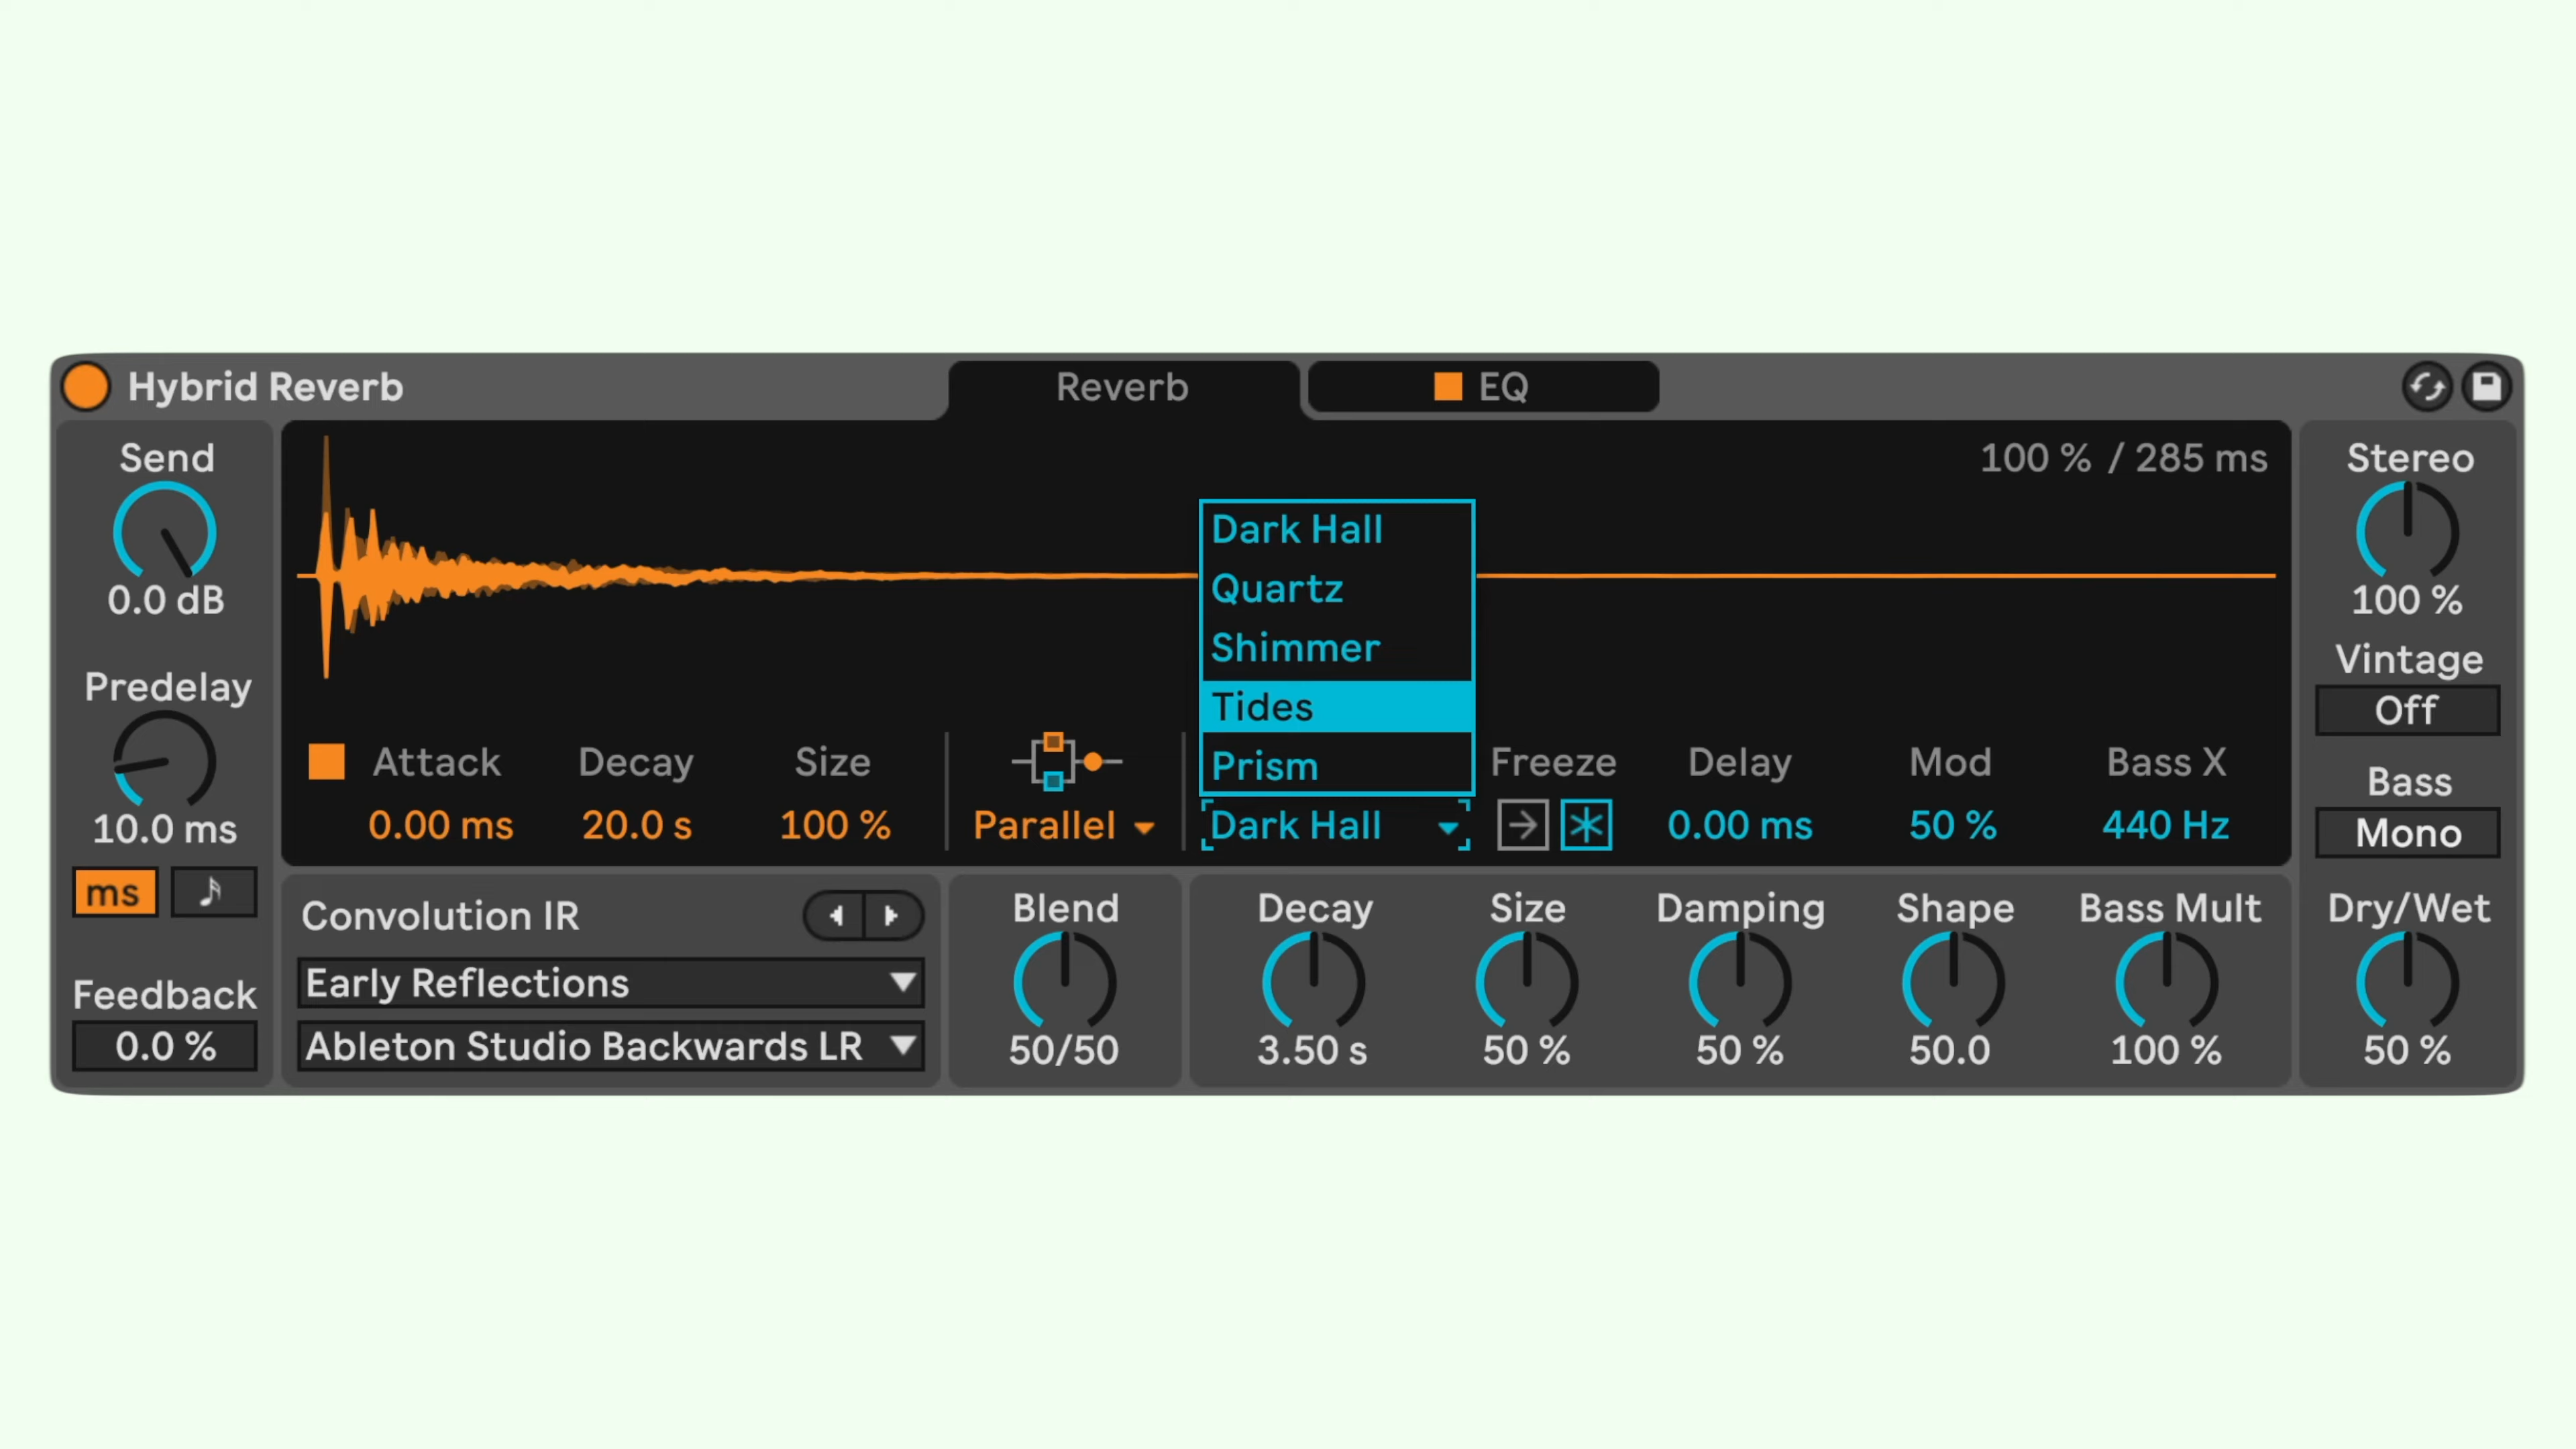 Hybrid Reverb
Reverb
EQ
Send
0.0 dB
Predelay
10.0 ms
ms
Feedback
0.0 %
100 % / 285 ms
Attack
0.00 ms
Decay
20.0 s
Size
100 %
Parallel
Dark Hall
Quartz
Shimmer
Tides
Prism
Dark Hall
Freeze
Delay
0.00 ms
Mod
50 %
Bass X
440 Hz
Convolution IR
Early Reflections
Ableton Studio Backwards LR
Blend
50/50
Decay
3.50 s
Size
50 %
Damping
50 %
Shape
50.0
Bass Mult
100 %
Stereo
100 %
Vintage
Off
Bass
Mono
Dry/Wet
50 %